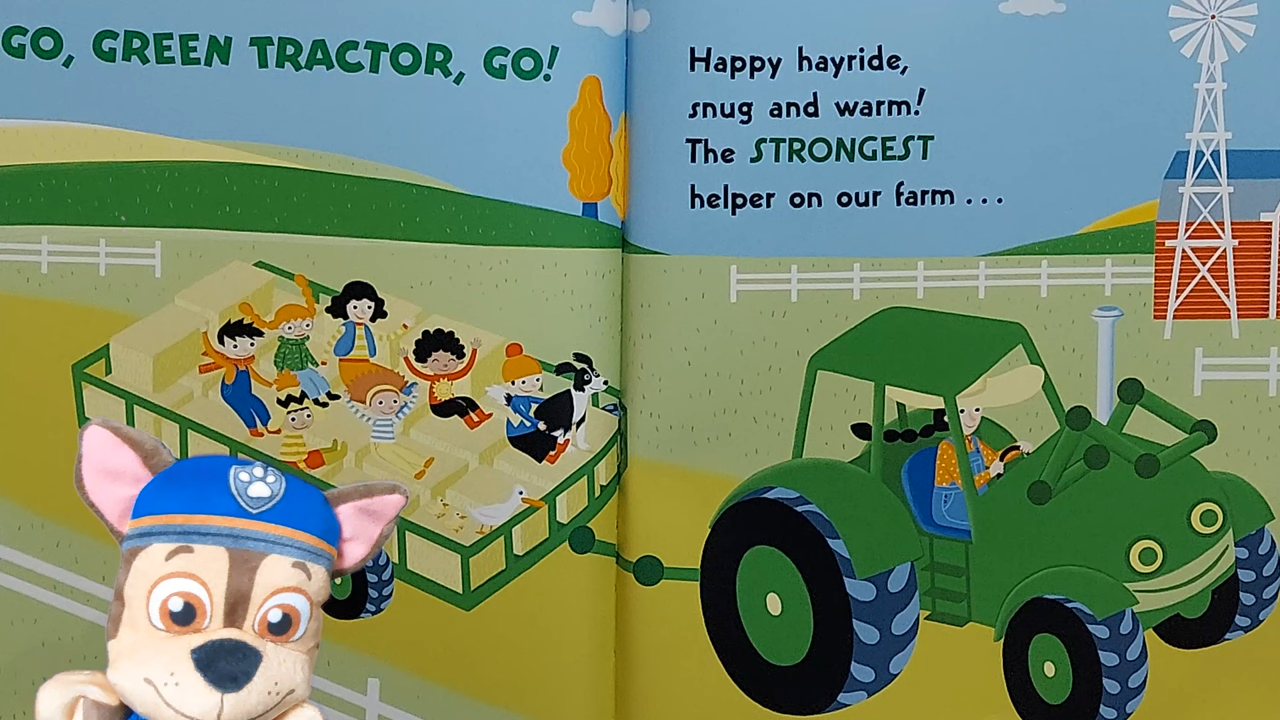 GO, GREEN TRACTOR, GO!
Happy hayride,
snug and warm!
The STRONGEST
helper on our farm...